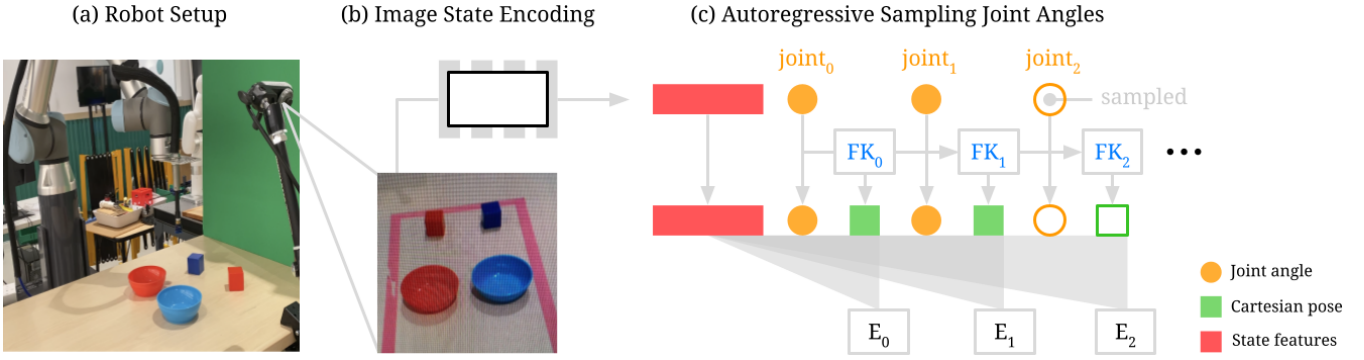 (a) Robot Setup
(b) Image State Encoding
(c) Autoregressive Sampling Joint Angles
joint₀
joint₁
joint₂
sampled
FK₀
FK₁
FK₂
...
Joint angle
Cartesian pose
State features
E₀
E₁
E₂